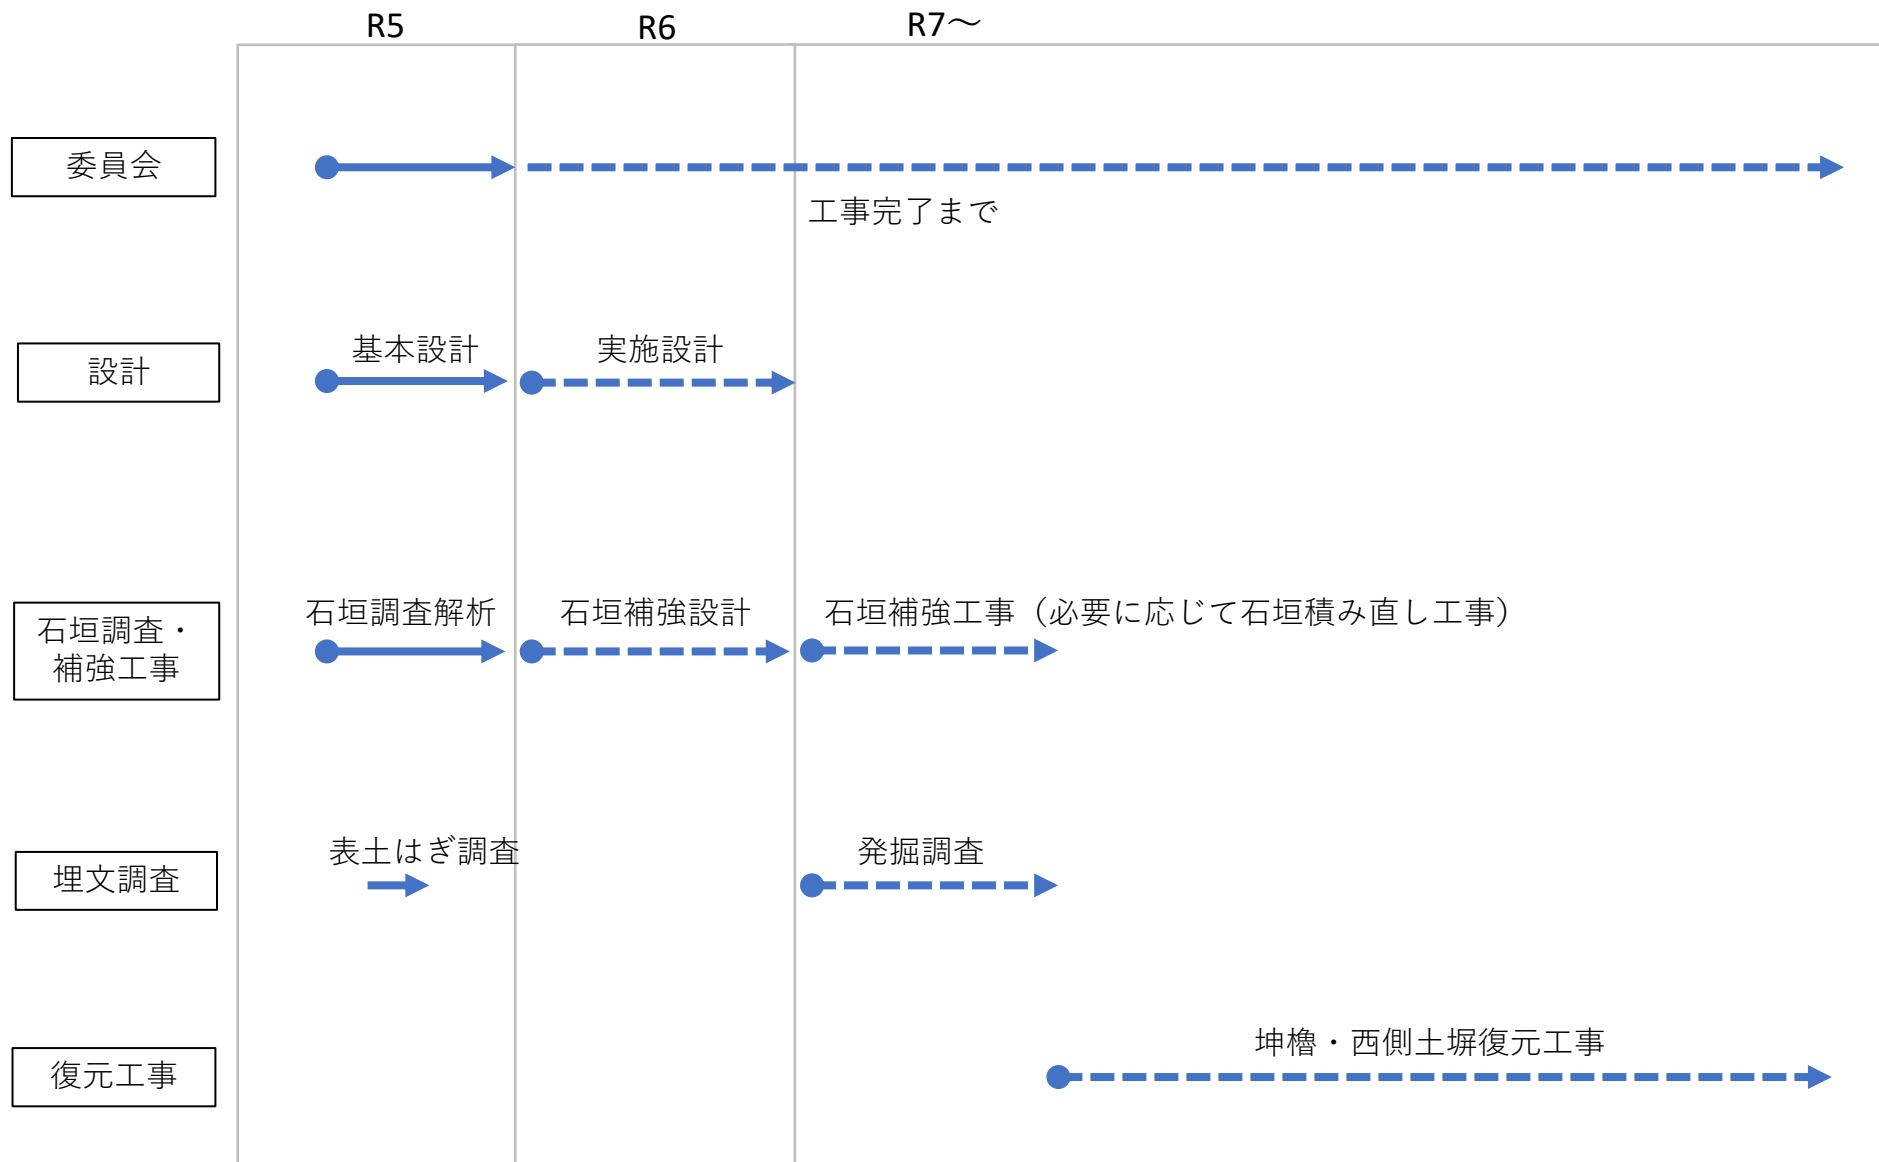 R5
R6
R7～
委員会
工事完了まで
設計
基本設計
実施設計
石垣調査・
補強工事
石垣調査解析
石垣補強設計
石垣補強工事（必要に応じて石垣積み直し工事）
埋文調査
表土はぎ調査
発掘調査
復元工事
坤櫓・西側土塀復元工事